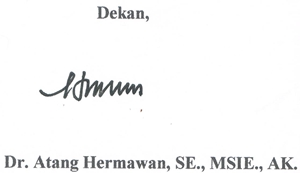 Dekan,
Dr. Atang Hermawan, SE., MSIE., AK.